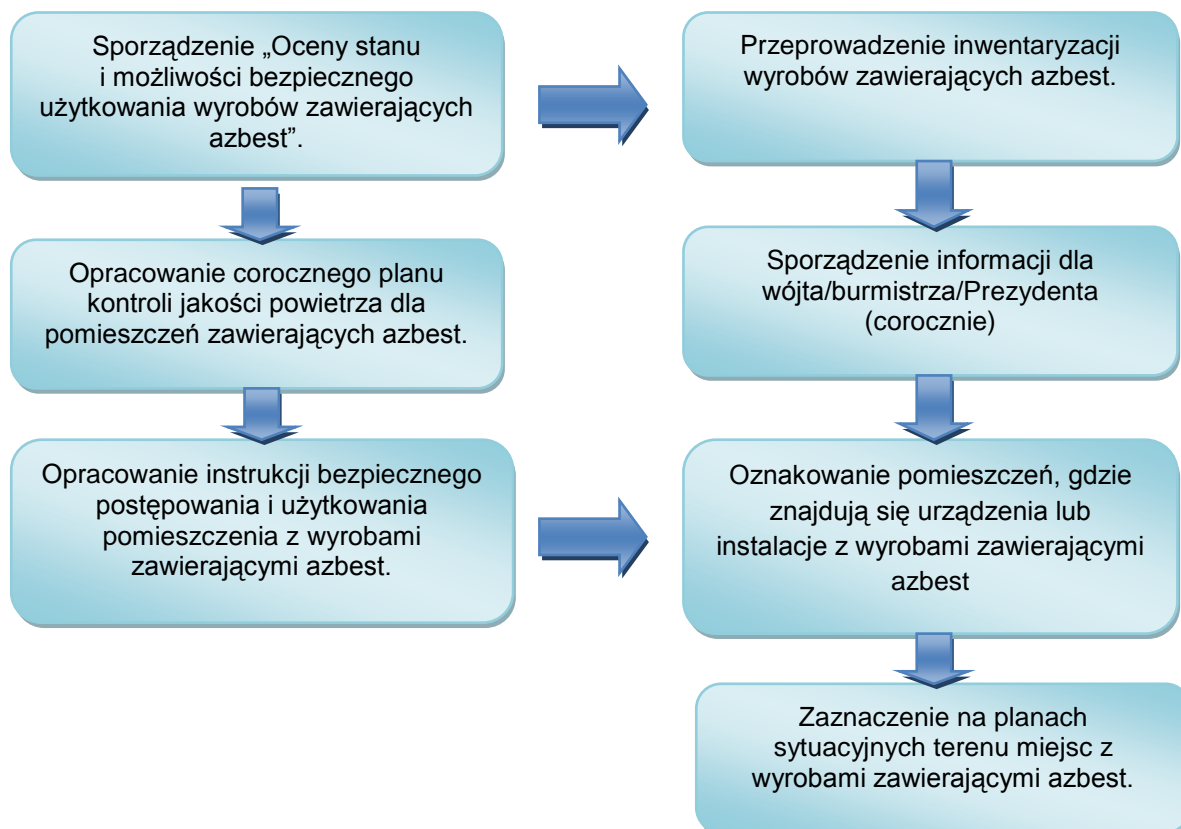 Sporządzenie „Oceny stanu
i możliwości bezpiecznego
użytkowania wyrobów zawierających
azbest”.
Przeprowadzenie inwentaryzacji
wyrobów zawierających azbest.
Opracowanie corocznego planu
kontroli jakości powietrza dla
pomieszczeń zawierających azbest.
Sporządzenie informacji dla
wójta/burmistrza/Prezydenta
(corocznie)
Opracowanie instrukcji bezpiecznego
postępowania i użytkowania
pomieszczenia z wyrobami
zawierającymi azbest.
Oznakowanie pomieszczeń, gdzie
znajdują się urządzenia lub
instalacje z wyrobami zawierającymi
azbest
Zaznaczenie na planach
sytuacyjnych terenu miejsc z
wyrobami zawierającymi azbest.